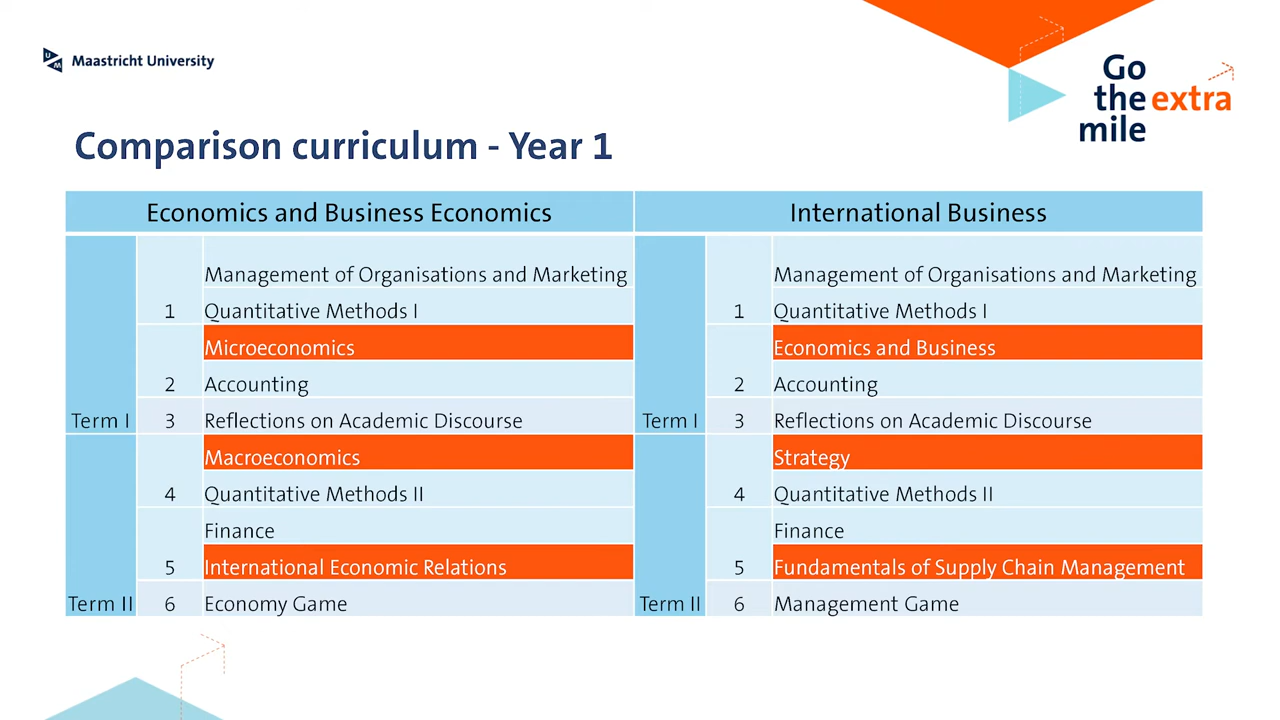 UM
Maastricht University
Go
the extra
mile
Comparison curriculum - Year 1
Economics and Business Economics
International Business
Management of Organisations and Marketing
Management of Organisations and Marketing
1 Quantitative Methods I
1 Quantitative Methods I
Microeconomics
Economics and Business
2 Accounting
2 Accounting
Term I 3 Reflections on Academic Discourse
Term I 3 Reflections on Academic Discourse
Macroeconomics
Strategy
4 Quantitative Methods II
4 Quantitative Methods II
Finance
Finance
5 International Economic Relations
5 Fundamentals of Supply Chain Management
Term II 6 Economy Game
Term II 6 Management Game